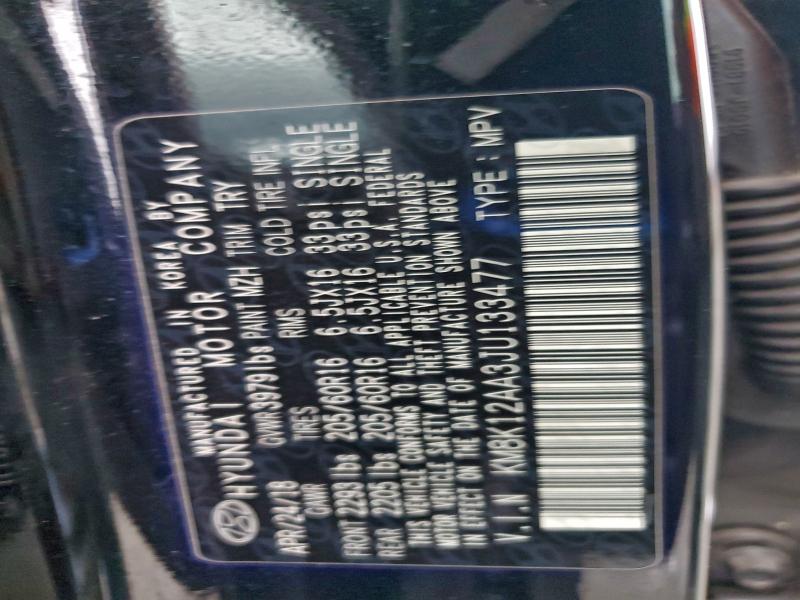 MANUFACTURED IN KOREA BY
HYUNDAI MOTOR COMPANY
APR/24/18 GVWR 3979lbs PAINT MZH TRIM TRY
GAWR TIRES RIMS COLD TIRE INFL
FRONT 2293 lbs 205/60R16 6.5JX16 33psi SINGLE
REAR 2205 lbs 205/60R16 6.5JX16 33psi SINGLE
THIS VEHICLE CONFORMS TO ALL APPLICABLE U.S.A FEDERAL
MOTOR VEHICLE SAFETY AND THEFT PREVENTION STANDARDS
IN EFFECT ON THE DATE OF MANUFACTURE SHOWN ABOVE
V.I.N KM8K12AA3JU133477 TYPE : MPV